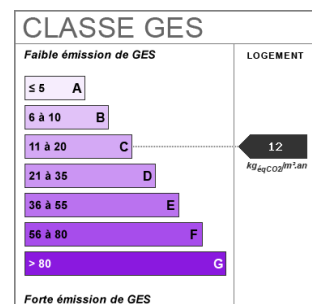 CLASSE GES
Faible émission de GES
LOGEMENT
≤ 5 A
6 à 10 B
11 à 20 C
12
kgéqCO2/m².an
21 à 35 D
36 à 55 E
56 à 80 F
> 80 G
Forte émission de GES